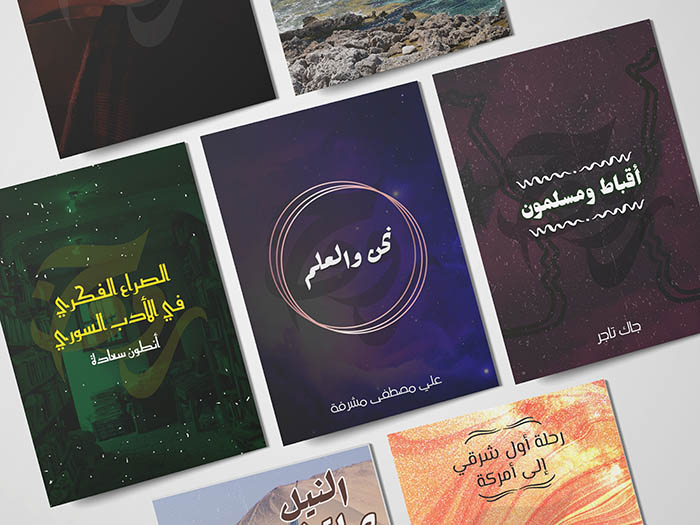 أقباط ومسلمون
جاك تاجر
نحن والعلم
علي مصطفى مشرفة
الصراع الفكري
في الأدب السوري
أنطون سعادة
رحلة أول شرقي
إلى أمركة
النيل